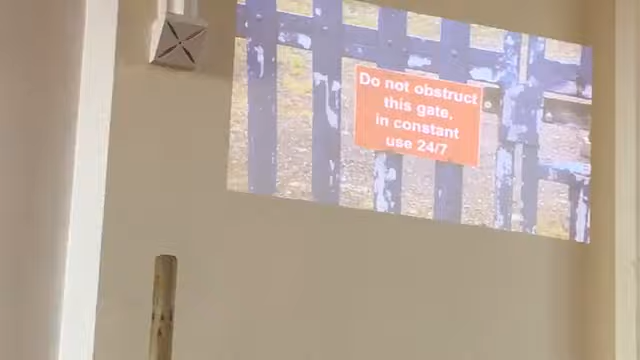 Do not obstruct
this gate.
in constant
use 24/7